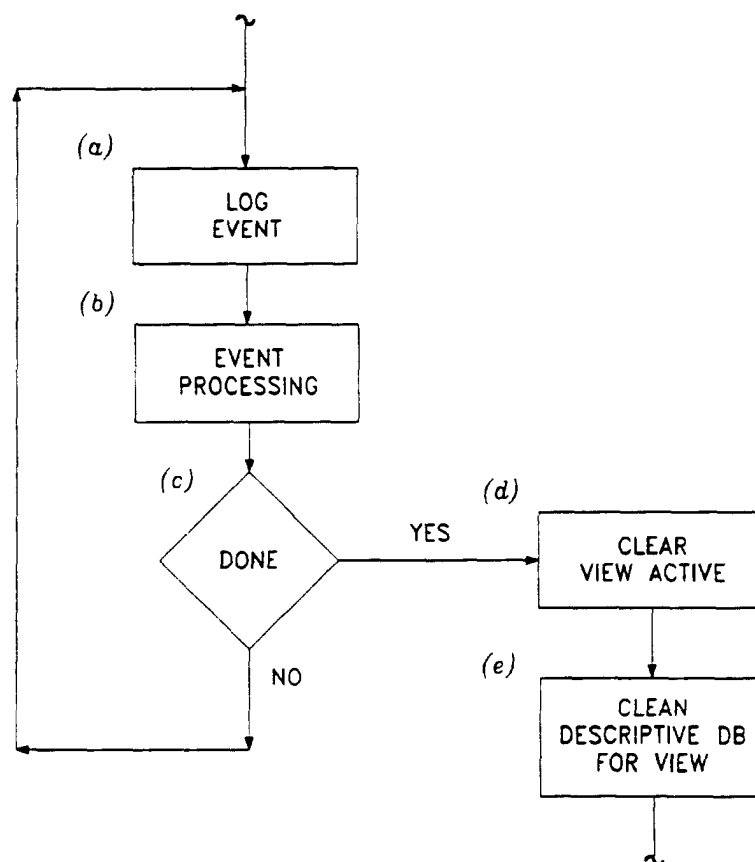 (a)
LOG
EVENT
(b)
EVENT
PROCESSING
(c)
DONE
YES
NO
(d)
CLEAR
VIEW ACTIVE
(e)
CLEAN
DESCRIPTIVE DB
FOR VIEW